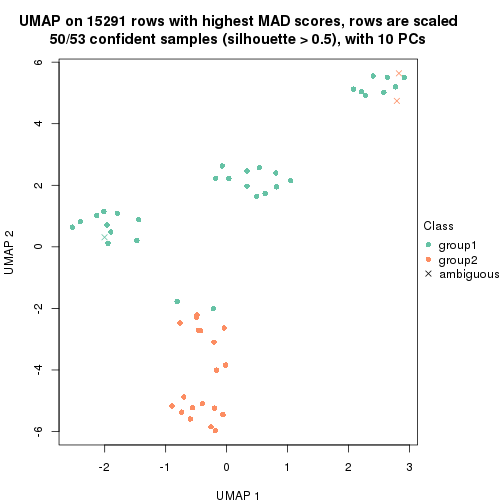 UMAP on 15291 rows with highest MAD scores, rows are scaled
50/53 confident samples (silhouette > 0.5), with 10 PCs
6
4
2
0
-2
-4
-6
UMAP 2
-2
-1
0
1
2
3
UMAP 1
Class
group1
group2
ambiguous